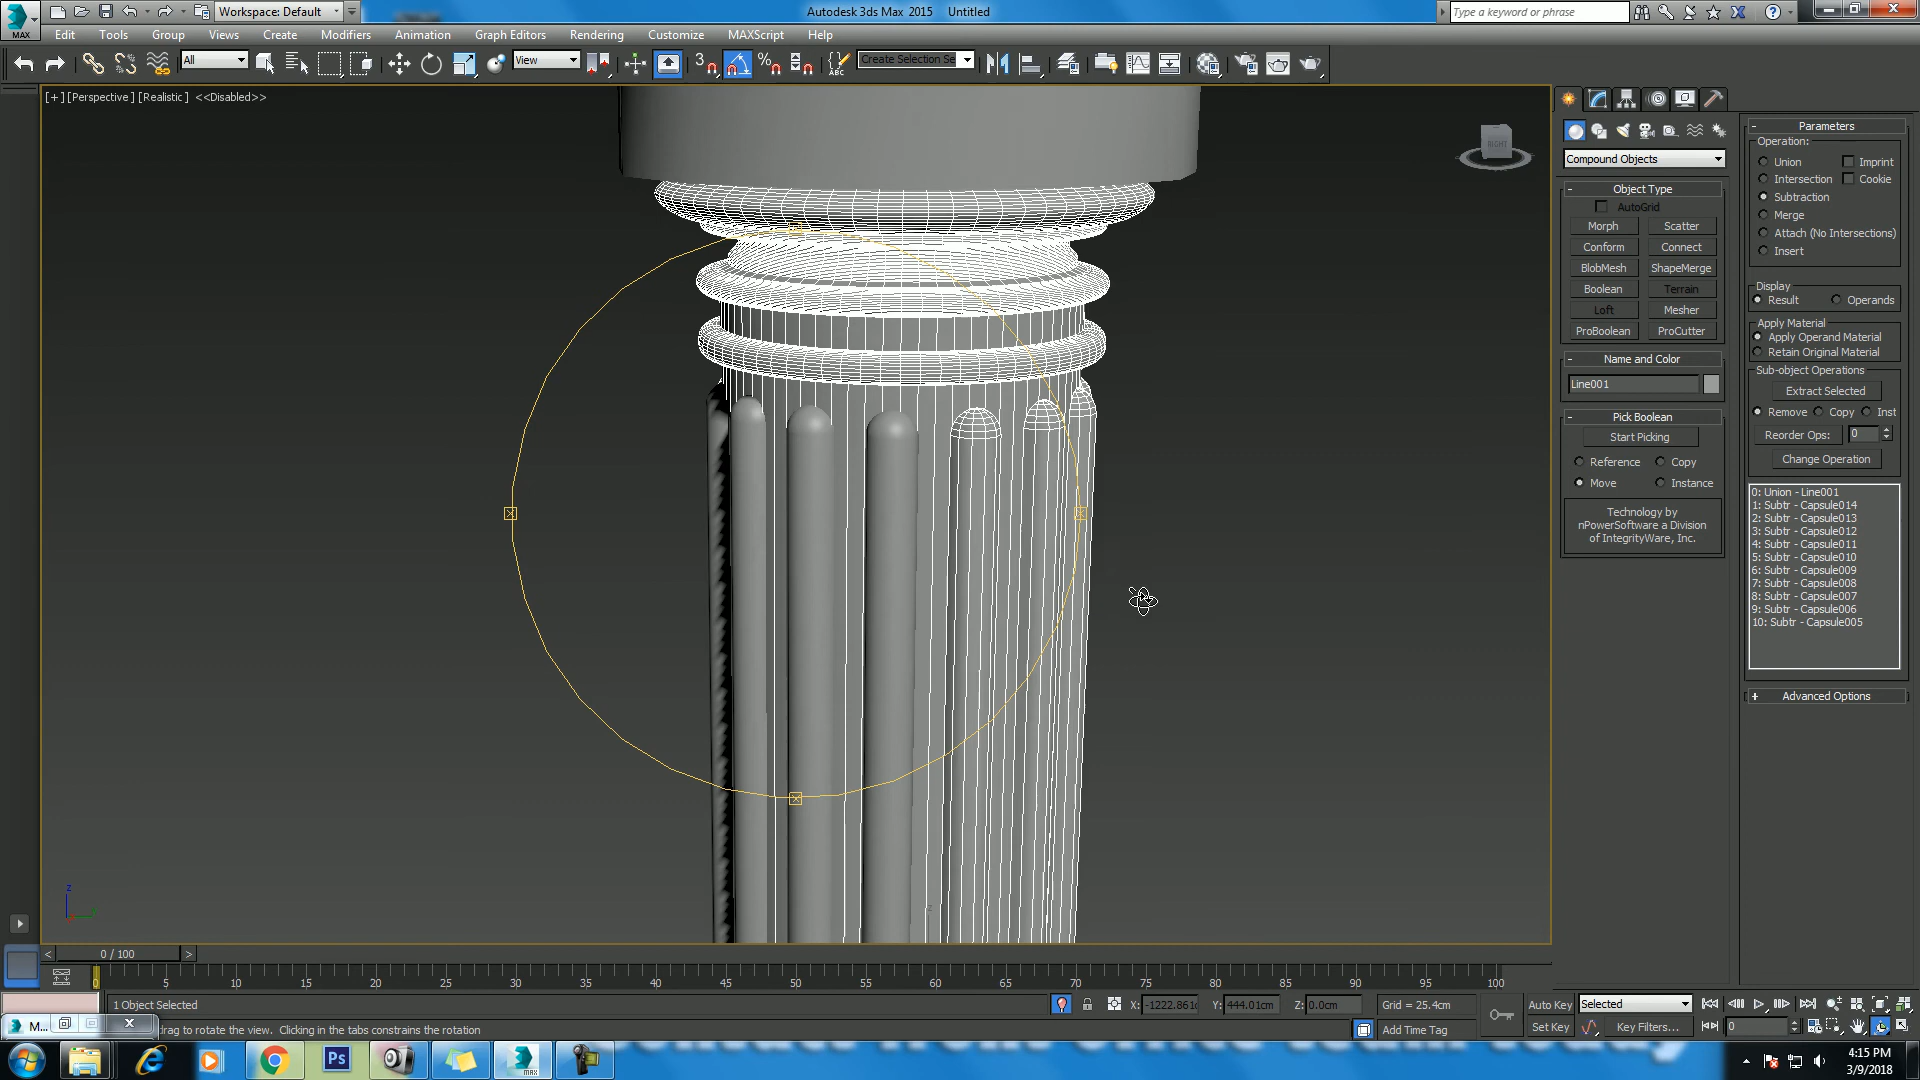 Workspace: Default
Autodesk 3ds Max 2015 Untitled
Type a keyword or phrase
MAX
Edit Tools Group Views Create Modifiers Animation Graph Editors Rendering Customize MAXScript Help
All
View
3
ABC
Create Selection Se
[+] [Perspective] [Realistic] <<Disabled>>
RIGHT
Compound Objects
- Object Type
AutoGrid
Morph Scatter
Conform Connect
BlobMesh ShapeMerge
Boolean Terrain
Loft Mesher
ProBoolean ProCutter
- Name and Color
Line001
- Pick Boolean
Start Picking
Reference Copy
Move Instance
Technology by
nPowerSoftware a Division
of IntegrityWare, Inc.
- Parameters
Operation:
Union Imprint
Intersection Cookie
Subtraction
Merge
Attach (No Intersections)
Insert
Display
Result Operands
Apply Material
Apply Operand Material
Retain Original Material
Sub-object Operations
Extract Selected
Remove Copy Inst
Reorder Ops: 0
Change Operation
0: Union - Line001
1: Subtr - Capsule014
2: Subtr - Capsule013
3: Subtr - Capsule012
4: Subtr - Capsule011
5: Subtr - Capsule010
6: Subtr - Capsule009
7: Subtr - Capsule008
8: Subtr - Capsule007
9: Subtr - Capsule006
10: Subtr - Capsule005
+ Advanced Options
z
< 0 / 100 >
0 5 10 15 20 25 30 35 40 45 50 55 60 65 70 75 80 85 90 95 100
1 Object Selected
X: -1222.861c Y: 444.01cm Z: 0.0cm Grid = 25.4cm
Auto Key Selected
M...
drag to rotate the view. Clicking in the tabs constrains the rotation
Add Time Tag
Set Key Key Filters... 0
Ps
MAX
4:15 PM
3/9/2018